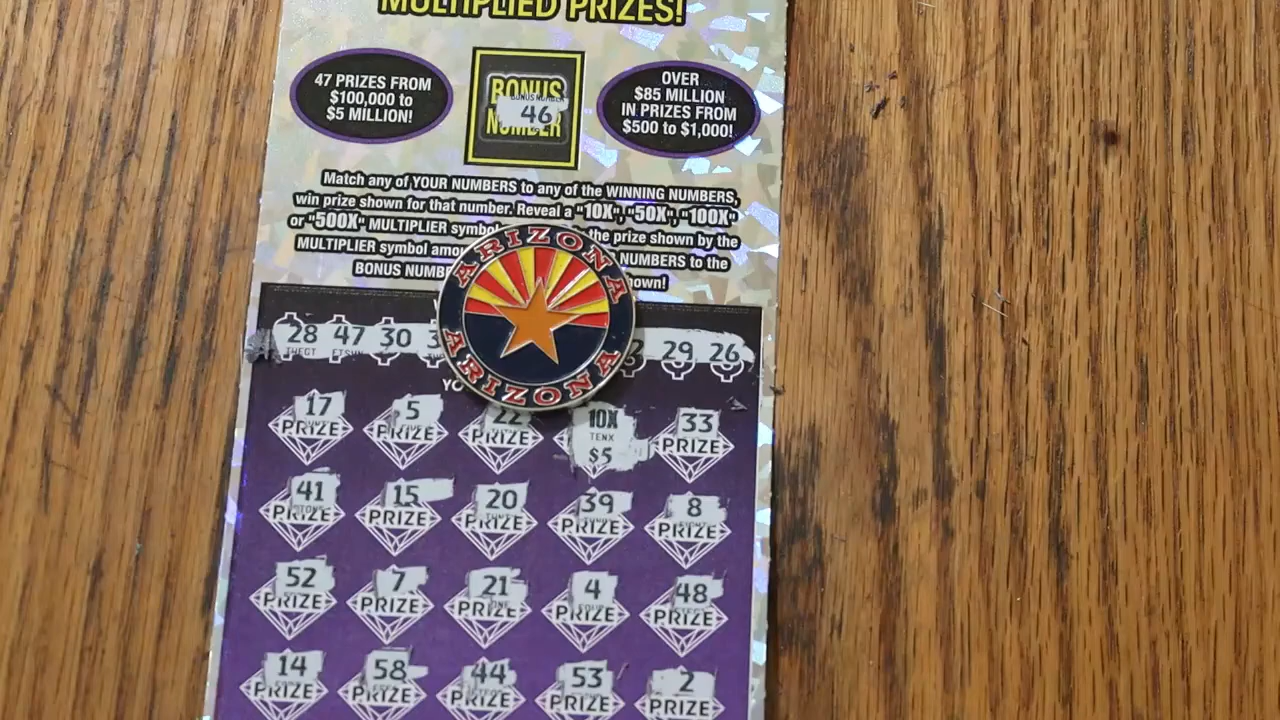 MULTIPLIED PRIZES!
47 PRIZES FROM
$100,000 to
$5 MILLION!
BONUS
BONUS NUMBER
46
NUMBER
OVER
$85 MILLION
IN PRIZES FROM
$500 to $1,000!
Match any of YOUR NUMBERS to any of the WINNING NUMBERS,
win prize shown for that number. Reveal a "10X", "50X", "100X"
or "500X" MULTIPLIER symbol the prize shown by the
MULTIPLIER symbol NUMBERS to the
BONUS
ARIZONA
ARIZONA
28 47 30 29 26
17 5 22 10X 33
PRIZE PRIZE PRIZE TENX PRIZE
$5
41 15 20 39 8
PRIZE PRIZE PRIZE PRIZE PRIZE
52 7 21 4 48
PRIZE PRIZE PRIZE PRIZE PRIZE
14 58 44 53 2
PRIZE PRIZE PRIZE PRIZE PRIZE